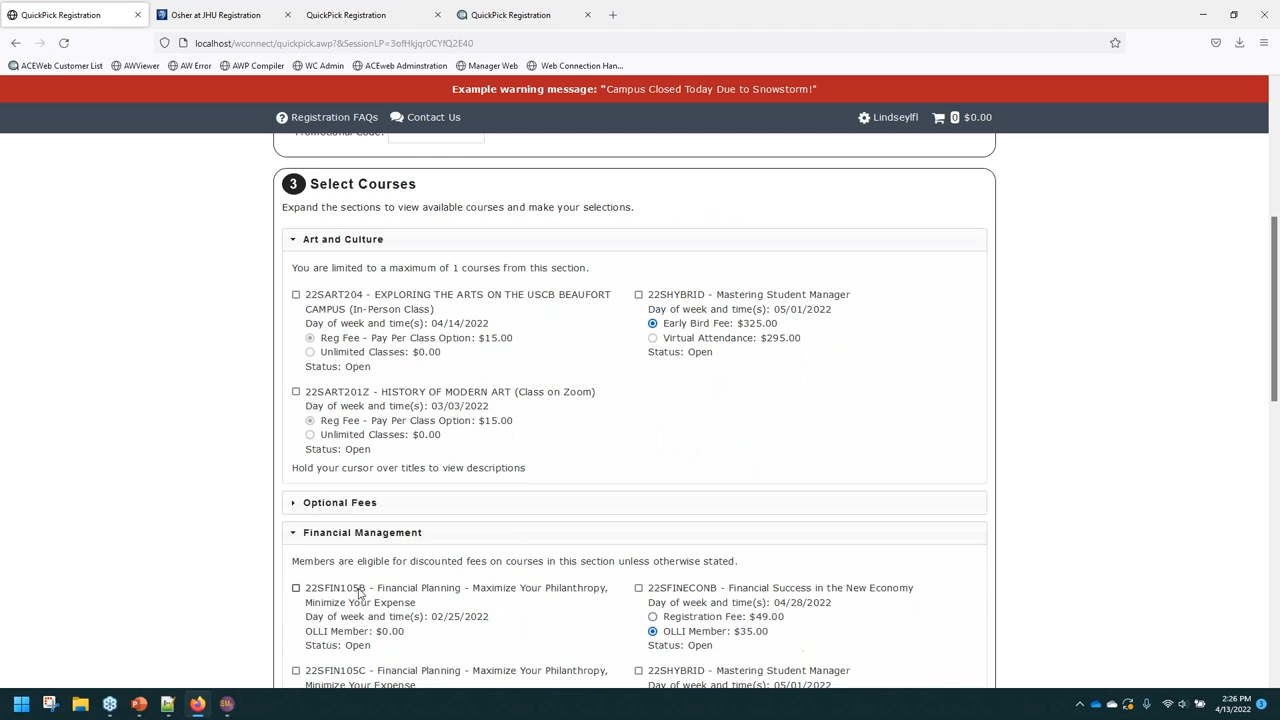 QuickPick Registration
Osher at JHU Registration
QuickPick Registration
QuickPick Registration
localhost/wconnect/quickpick.awp?&SessionLP=3ofHkjqr0CYfQ2E40
ACEWeb Customer List
AWViewer
AW Error
AWP Compiler
WC Admin
ACEweb Adminstration
Manager Web
Web Connection Han...
Example warning message: "Campus Closed Today Due to Snowstorm!"
Registration FAQs
Contact Us
Lindseylfl
0 $0.00
Promotional Code:
3 Select Courses
Expand the sections to view available courses and make your selections.
Art and Culture
You are limited to a maximum of 1 courses from this section.
22SART204 - EXPLORING THE ARTS ON THE USCB BEAUFORT
CAMPUS (In-Person Class)
Day of week and time(s): 04/14/2022
Reg Fee - Pay Per Class Option: $15.00
Unlimited Classes: $0.00
Status: Open
22SHYBRID - Mastering Student Manager
Day of week and time(s): 05/01/2022
Early Bird Fee: $325.00
Virtual Attendance: $295.00
Status: Open
22SART201Z - HISTORY OF MODERN ART (Class on Zoom)
Day of week and time(s): 03/03/2022
Reg Fee - Pay Per Class Option: $15.00
Unlimited Classes: $0.00
Status: Open
Hold your cursor over titles to view descriptions
Optional Fees
Financial Management
Members are eligible for discounted fees on courses in this section unless otherwise stated.
22SFIN105B - Financial Planning - Maximize Your Philanthropy,
Minimize Your Expense
Day of week and time(s): 02/25/2022
OLLI Member: $0.00
Status: Open
22SFINECONB - Financial Success in the New Economy
Day of week and time(s): 04/28/2022
Registration Fee: $49.00
OLLI Member: $35.00
Status: Open
22SFIN105C - Financial Planning - Maximize Your Philanthropy,
Minimize Your Expense
22SHYBRID - Mastering Student Manager
Day of week and time(s): 05/01/2022
2:26 PM
4/13/2022
3